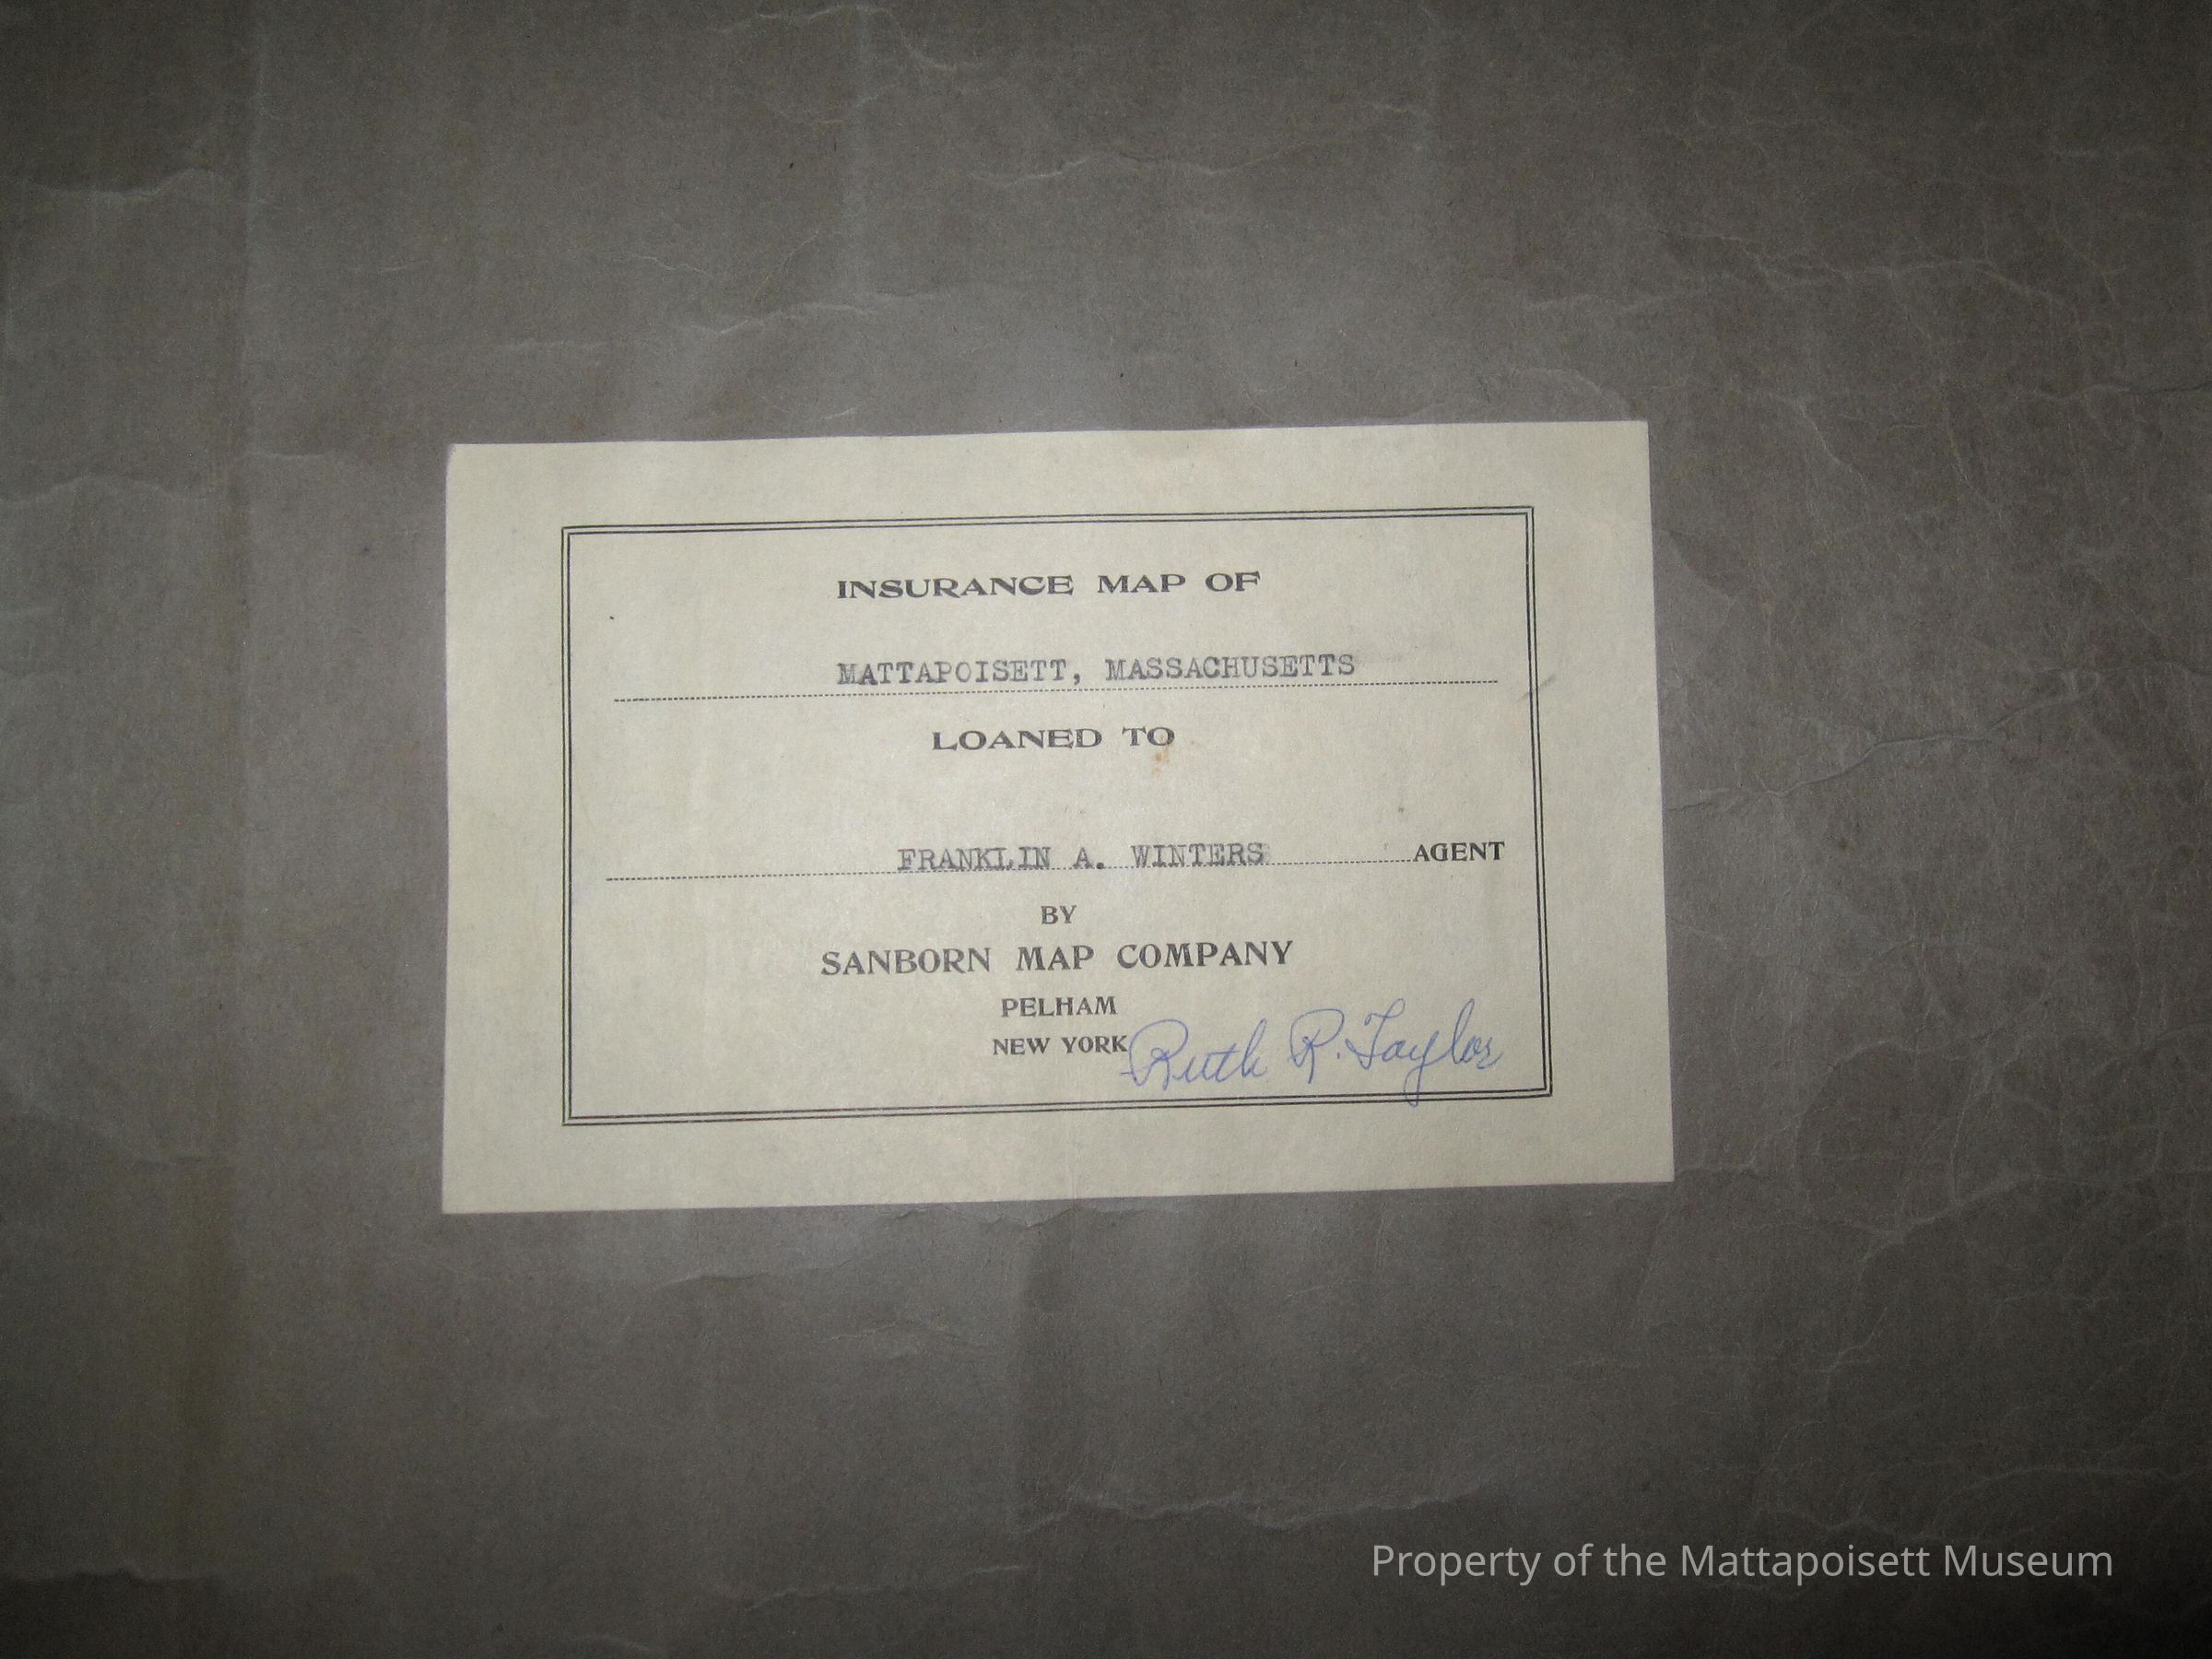 INSURANCE MAP OF
MATTAPOISETT, MASSACHUSETTS
LOANED TO
FRANKLIN A. WINTERS AGENT
BY
SANBORN MAP COMPANY
PELHAM
NEW YORK
Ruth R. Taylor
Property of the Mattapoisett Museum